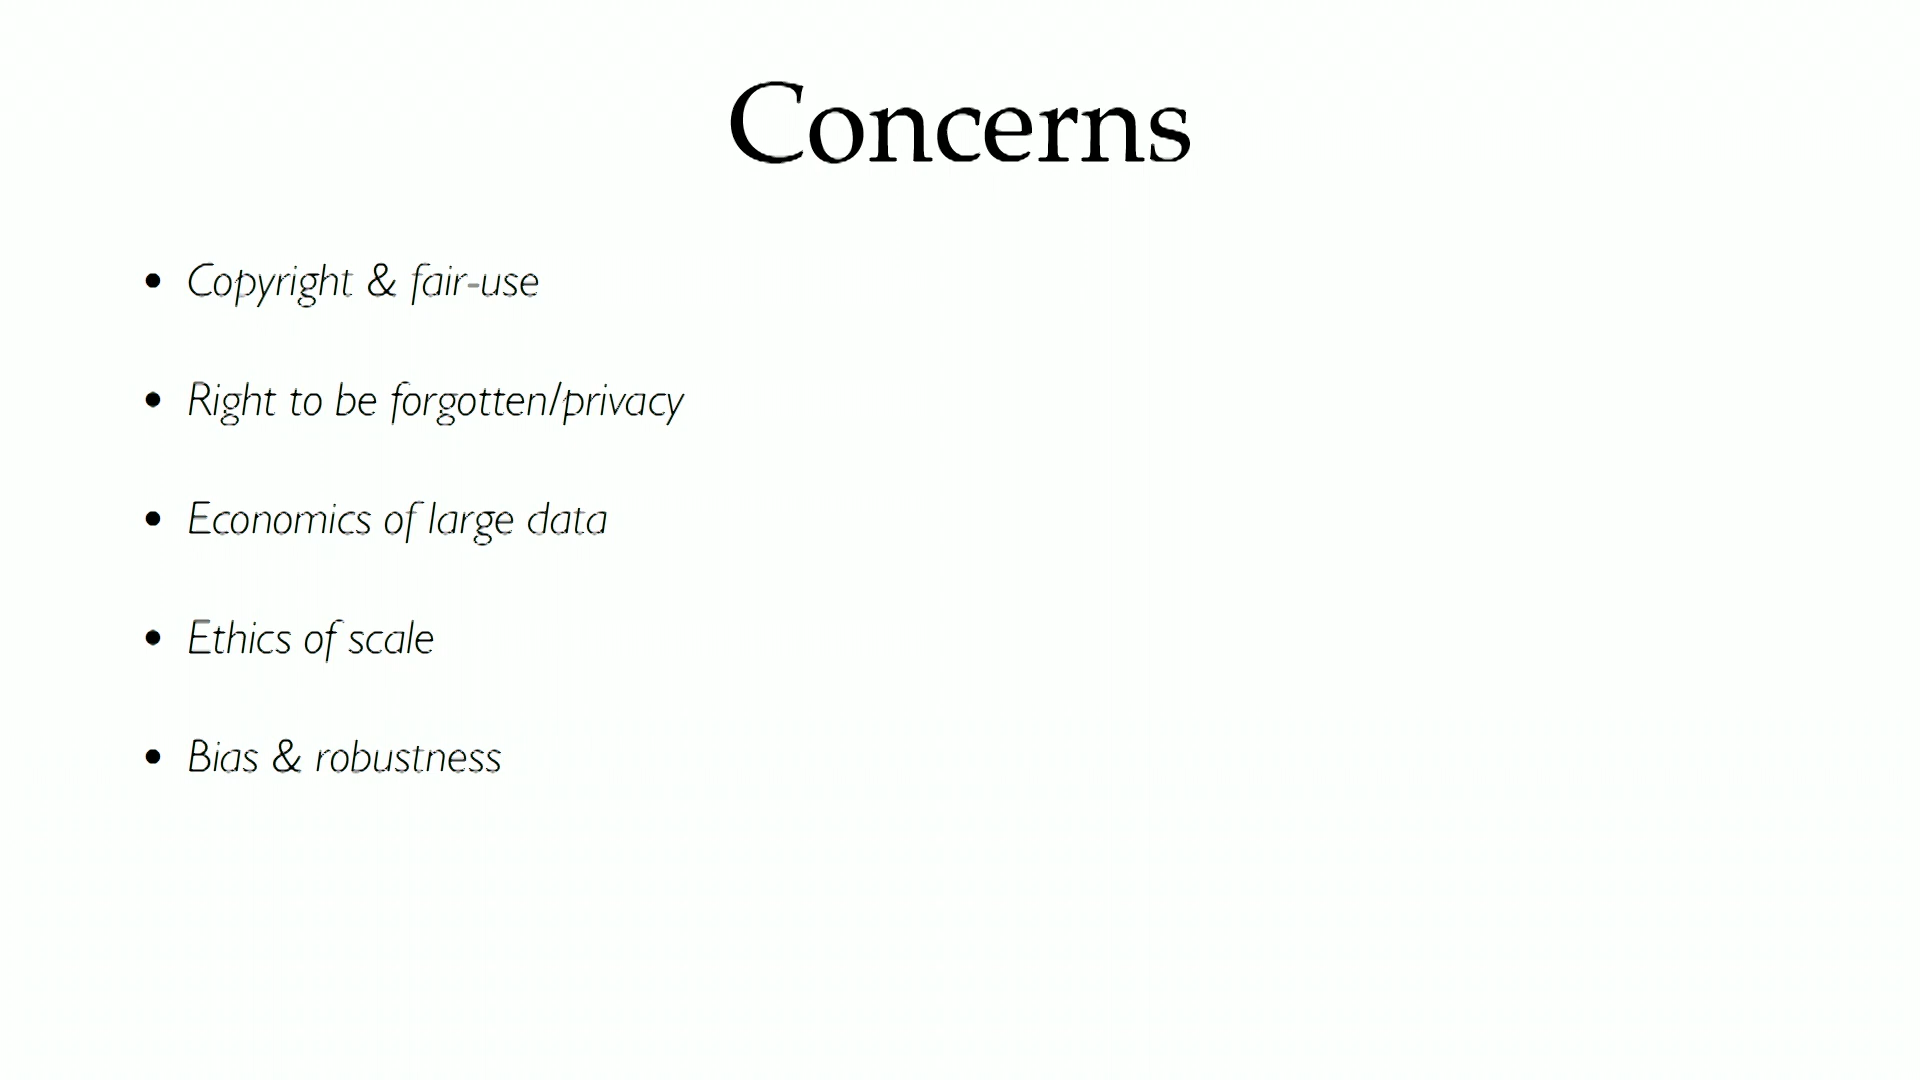 Concerns
• Copyright & fair-use
• Right to be forgotten/privacy
• Economics of large data
• Ethics of scale
• Bias & robustness